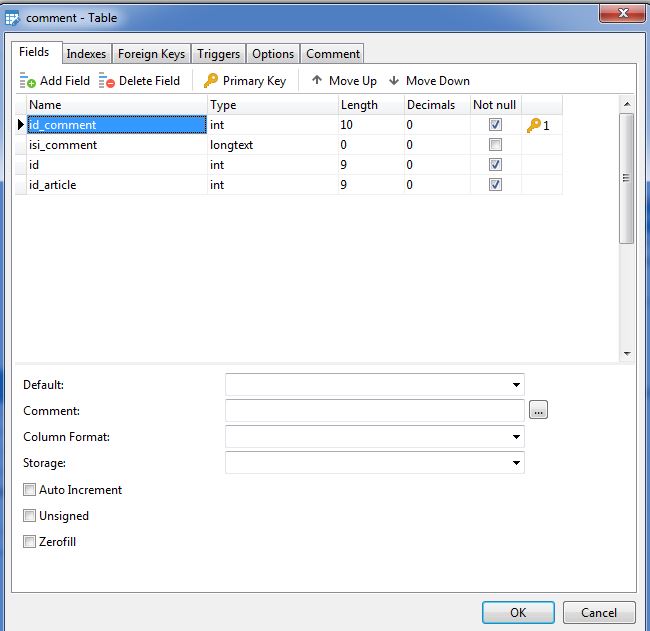 comment - Table
Fields Indexes Foreign Keys Triggers Options Comment
Add Field Delete Field Primary Key Move Up Move Down
Name Type Length Decimals Not null
id_comment int 10 0 1
isi_comment longtext 0 0
id int 9 0
id_article int 9 0
Default:
Comment: ...
Column Format:
Storage:
Auto Increment
Unsigned
Zerofill
OK Cancel